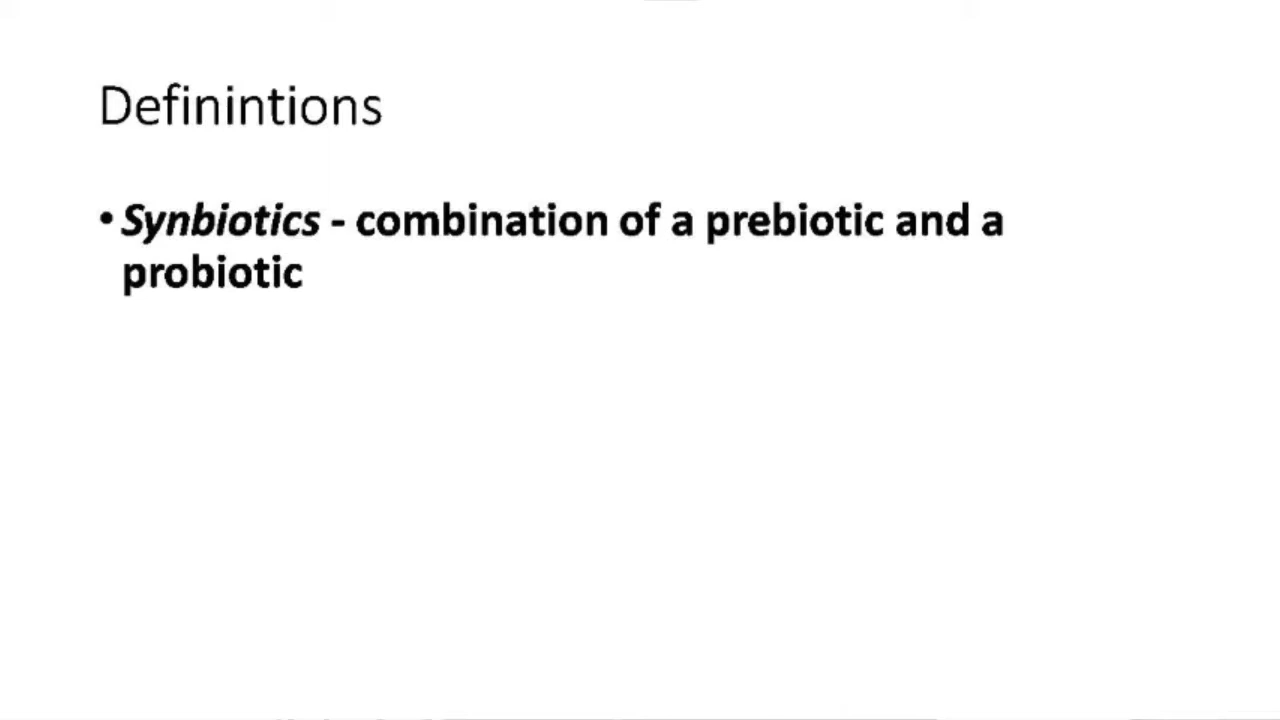 Definintions
• Synbiotics - combination of a prebiotic and a
probiotic